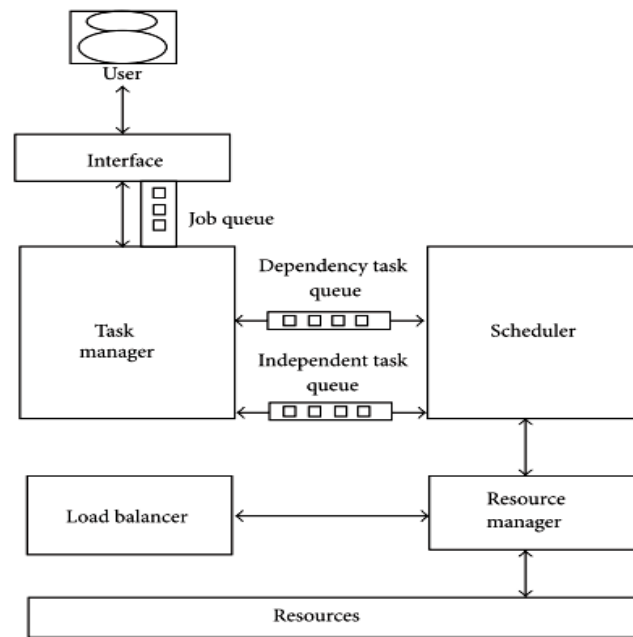 User
Interface
Job queue
Dependency task
queue
Task
manager
Scheduler
Independent task
queue
Load balancer
Resource
manager
Resources